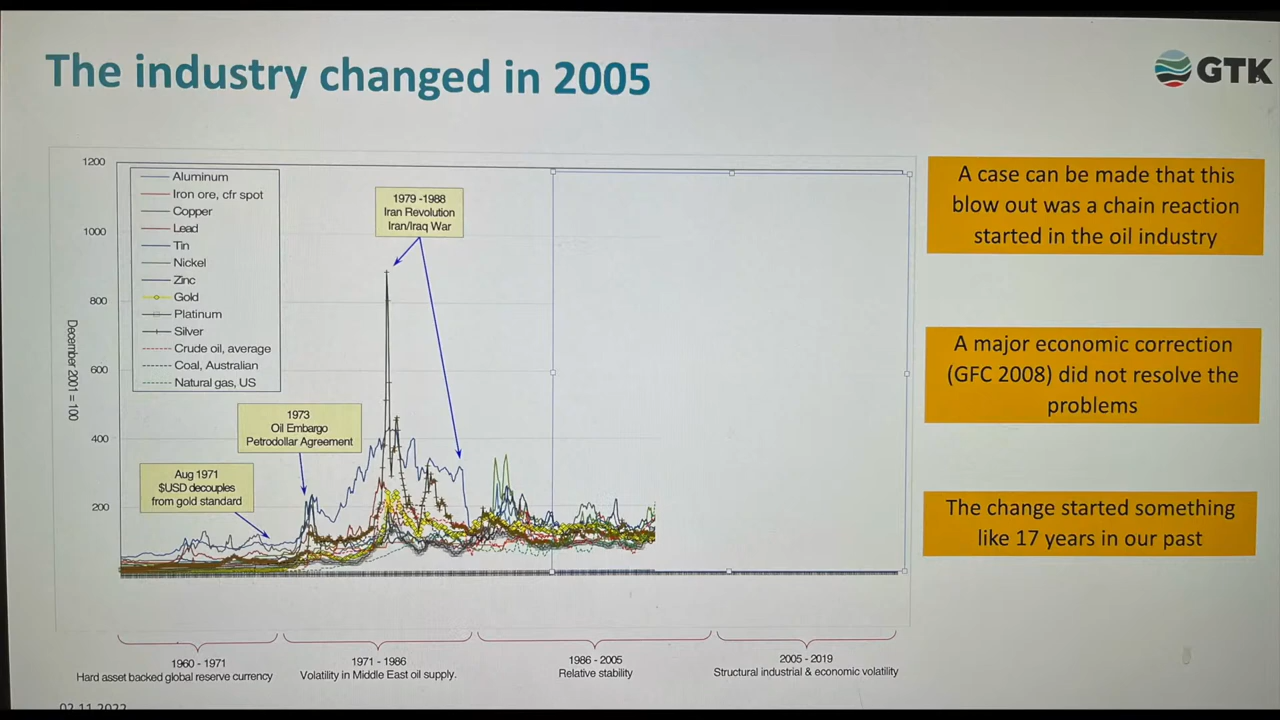 The industry changed in 2005
GTK
1200
1000
800
600
400
200
December 2001 = 100
Aluminum
Iron ore, cfr spot
Copper
Lead
Tin
Nickel
Zinc
Gold
Platinum
Silver
Crude oil, average
Coal, Australian
Natural gas, US
1979 -1988
Iran Revolution
Iran/Iraq War
1973
Oil Embargo
Petrodollar Agreement
Aug 1971
$USD decouples
from gold standard
1960 - 1971
Hard asset backed global reserve currency
1971 - 1986
Volatility in Middle East oil supply.
1986 - 2005
Relative stability
2005 - 2019
Structural industrial & economic volatility
A case can be made that this
blow out was a chain reaction
started in the oil industry
A major economic correction
(GFC 2008) did not resolve the
problems
The change started something
like 17 years in our past
02.11.2022